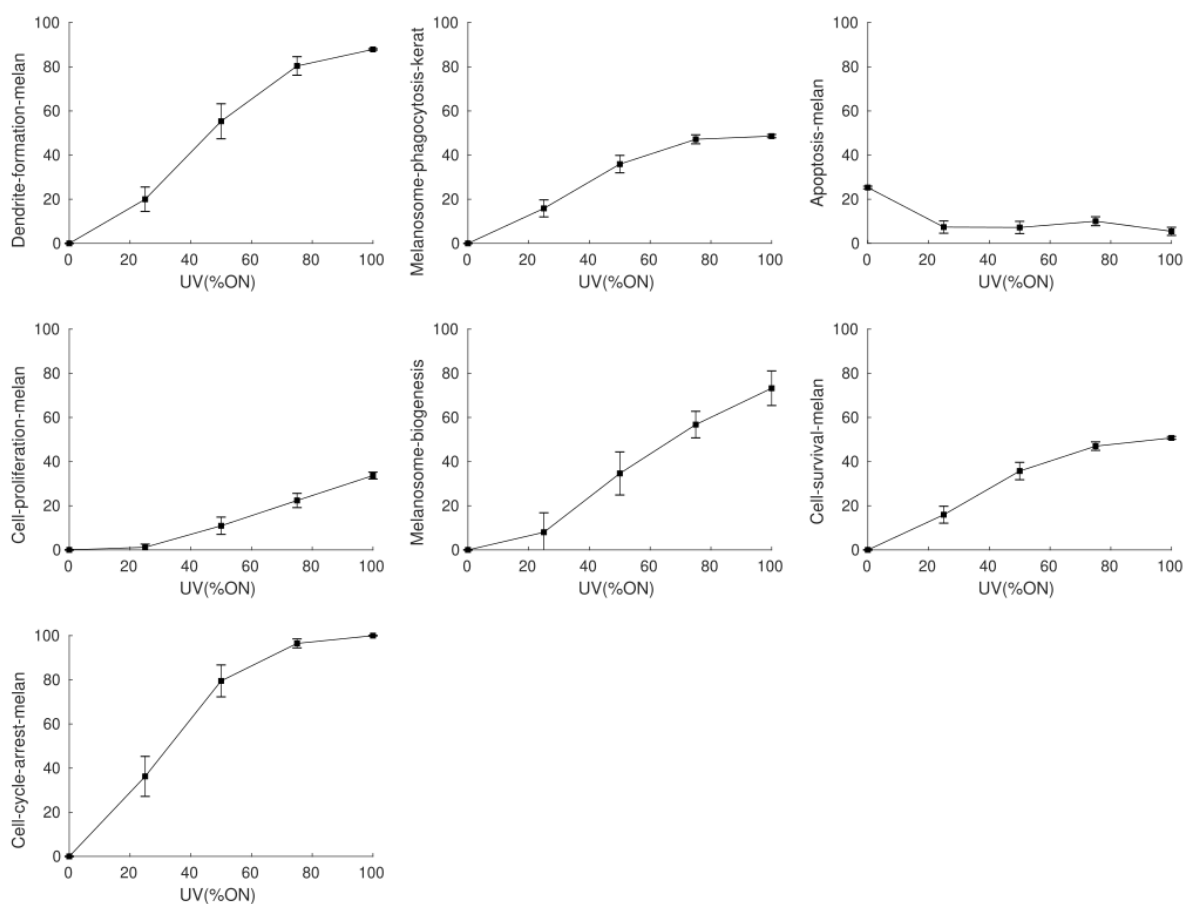 Dendrite-formation-melan
100
80
60
40
20
0
0 20 40 60 80 100
UV(%ON)
Melanosome-phagocytosis-kerat
100
80
60
40
20
0
0 20 40 60 80 100
UV(%ON)
Apoptosis-melan
100
80
60
40
20
0
0 20 40 60 80 100
UV(%ON)
Cell-proliferation-melan
100
80
60
40
20
0
0 20 40 60 80 100
UV(%ON)
Melanosome-biogenesis
100
80
60
40
20
0
0 20 40 60 80 100
UV(%ON)
Cell-survival-melan
100
80
60
40
20
0
0 20 40 60 80 100
UV(%ON)
Cell-cycle-arrest-melan
100
80
60
40
20
0
0 20 40 60 80 100
UV(%ON)